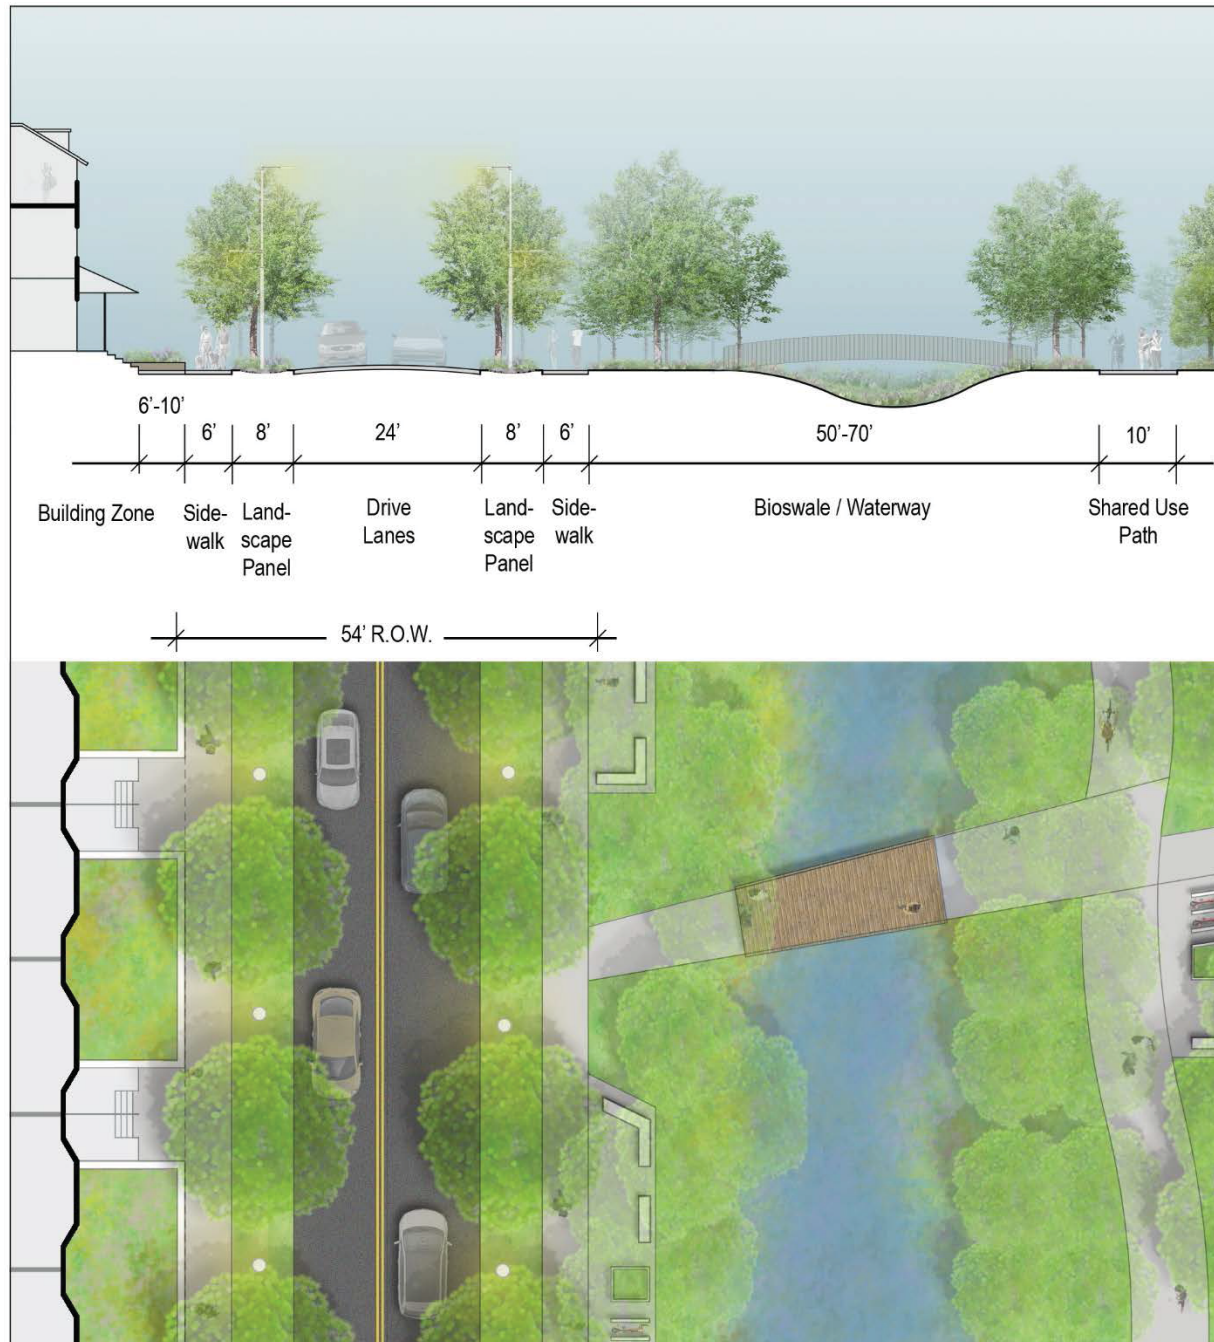 6'-10'
6' 8' 24' 8' 6' 50'-70' 10'
Building Zone
Side-
walk
Land-
scape
Panel
Drive
Lanes
Land-
scape
Panel
Side-
walk
Bioswale / Waterway
Shared Use
Path
54' R.O.W.